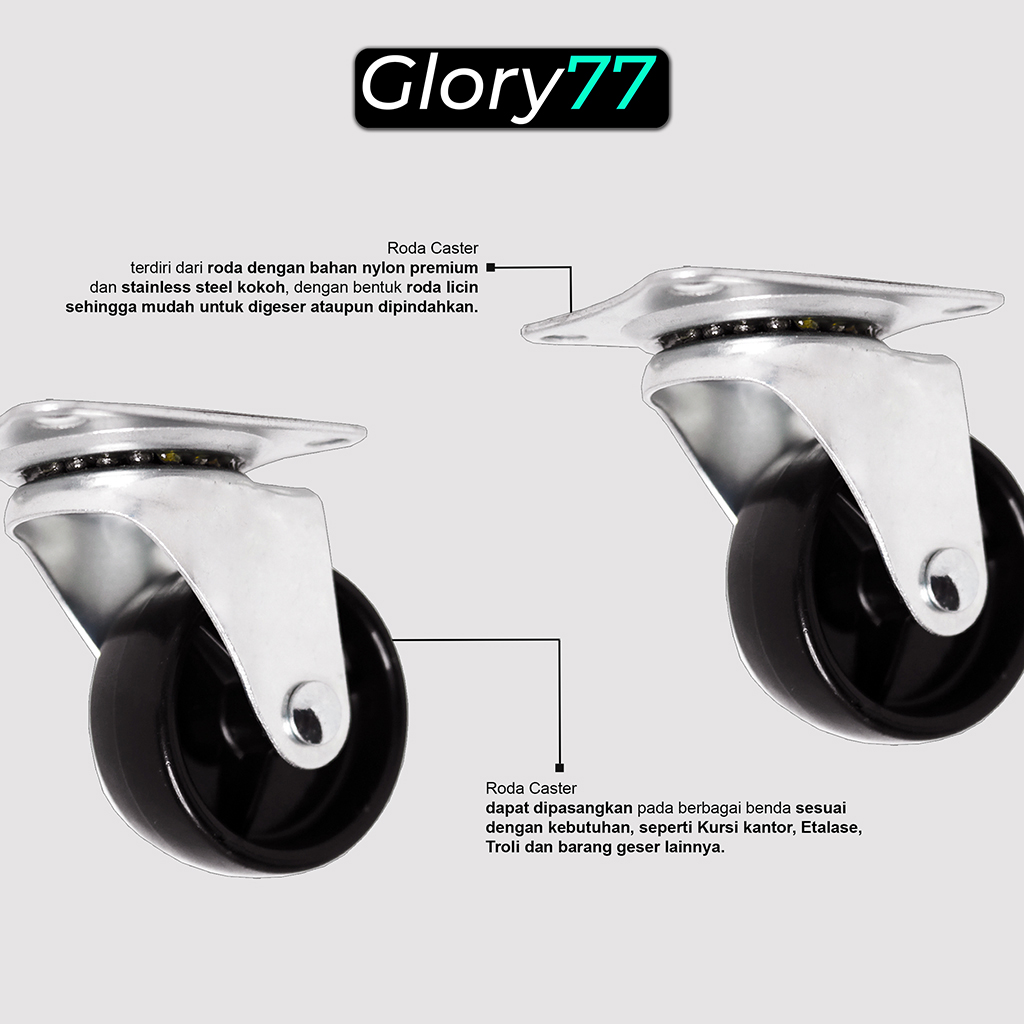 Glory77
Roda Caster
terdiri dari roda dengan bahan nylon premium
dan stainless steel kokoh, dengan bentuk roda licin
sehingga mudah untuk digeser ataupun dipindahkan.
Roda Caster
dapat dipasangkan pada berbagai benda sesuai
dengan kebutuhan, seperti Kursi kantor, Etalase,
Troli dan barang geser lainnya.